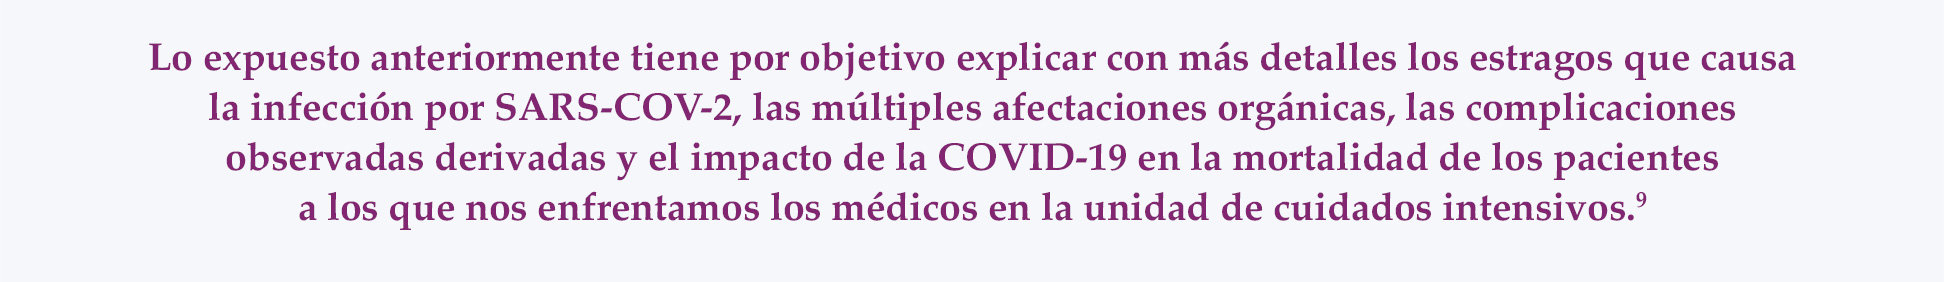 Lo expuesto anteriormente tiene por objetivo explicar con más detalles los estragos que causa
la infección por SARS-COV-2, las múltiples afectaciones orgánicas, las complicaciones
observadas derivadas y el impacto de la COVID-19 en la mortalidad de los pacientes
a los que nos enfrentamos los médicos en la unidad de cuidados intensivos.⁹